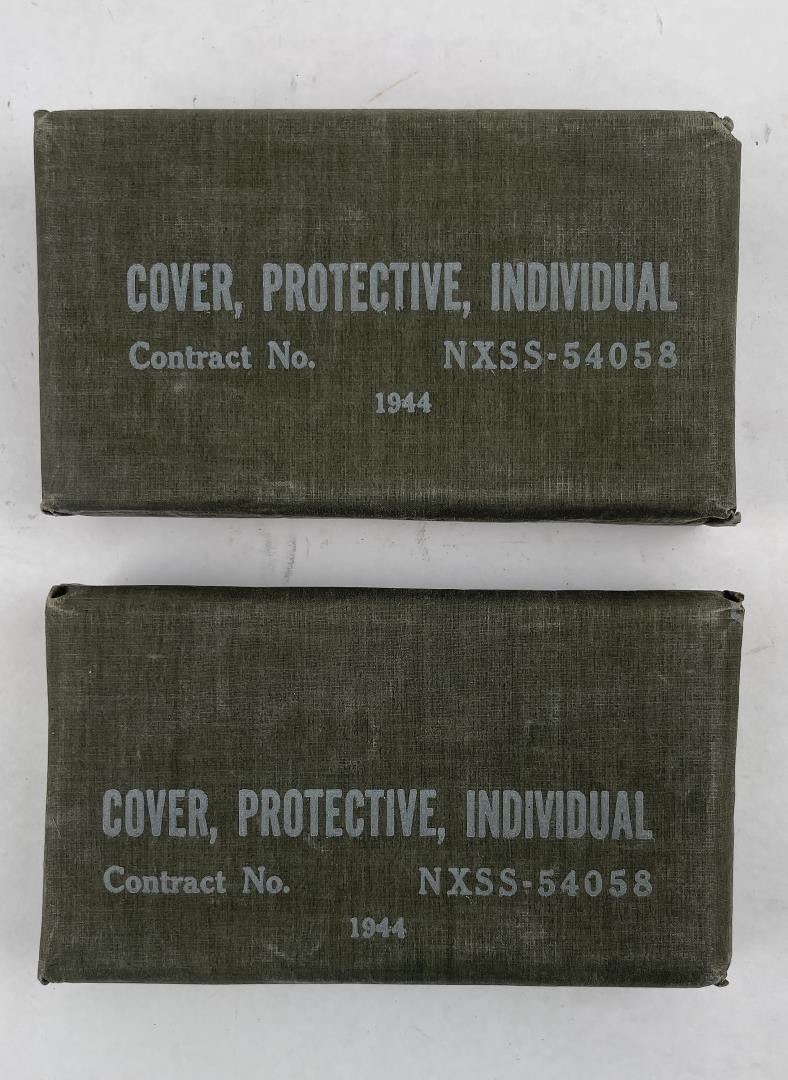 COVER, PROTECTIVE, INDIVIDUAL
Contract No. NXSS-54058
1944
COVER, PROTECTIVE, INDIVIDUAL
Contract No. NXSS-54058
1944